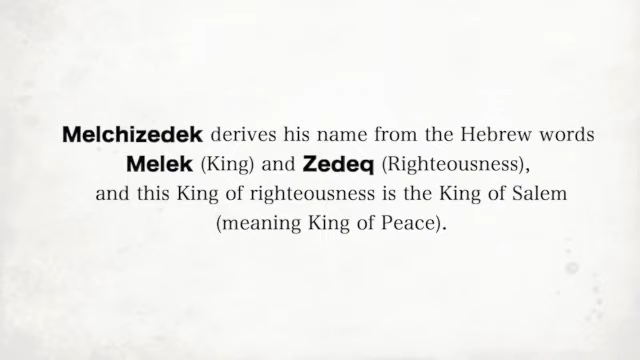 Melchizedek derives his name from the Hebrew words
Melek (King) and Zedeq (Righteousness),
and this King of righteousness is the King of Salem
(meaning King of Peace).